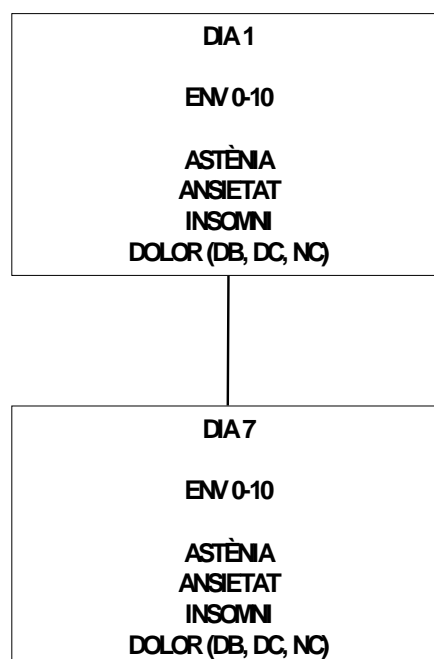 DIA 1
ENV 0-10
ASTÈNIA
ANSIETAT
INSOMNI
DOLOR (DB, DC, NC)
DIA 7
ENV 0-10
ASTÈNIA
ANSIETAT
INSOMNI
DOLOR (DB, DC, NC)